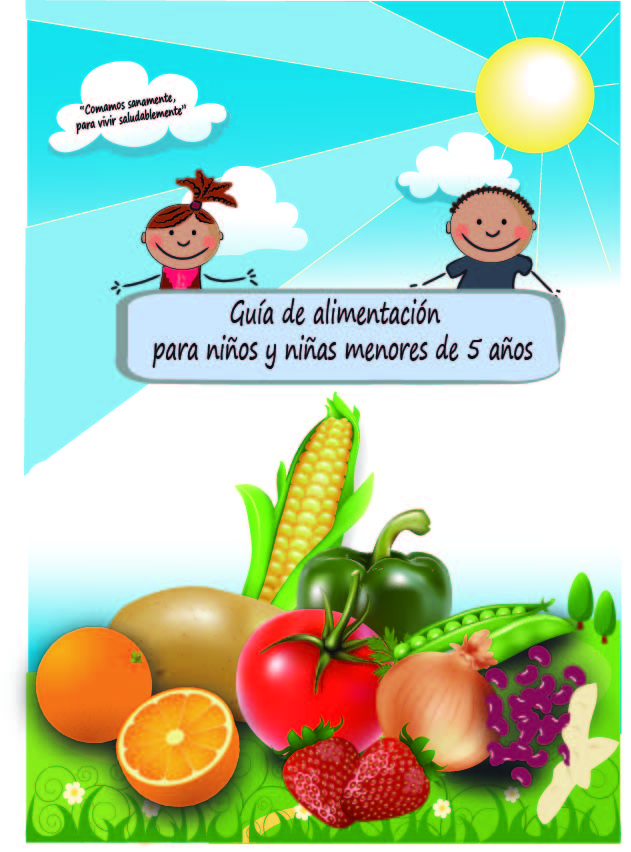 "Comamos sanamente,
para vivir saludablemente"
Guía de alimentación
para niños y niñas menores de 5 años